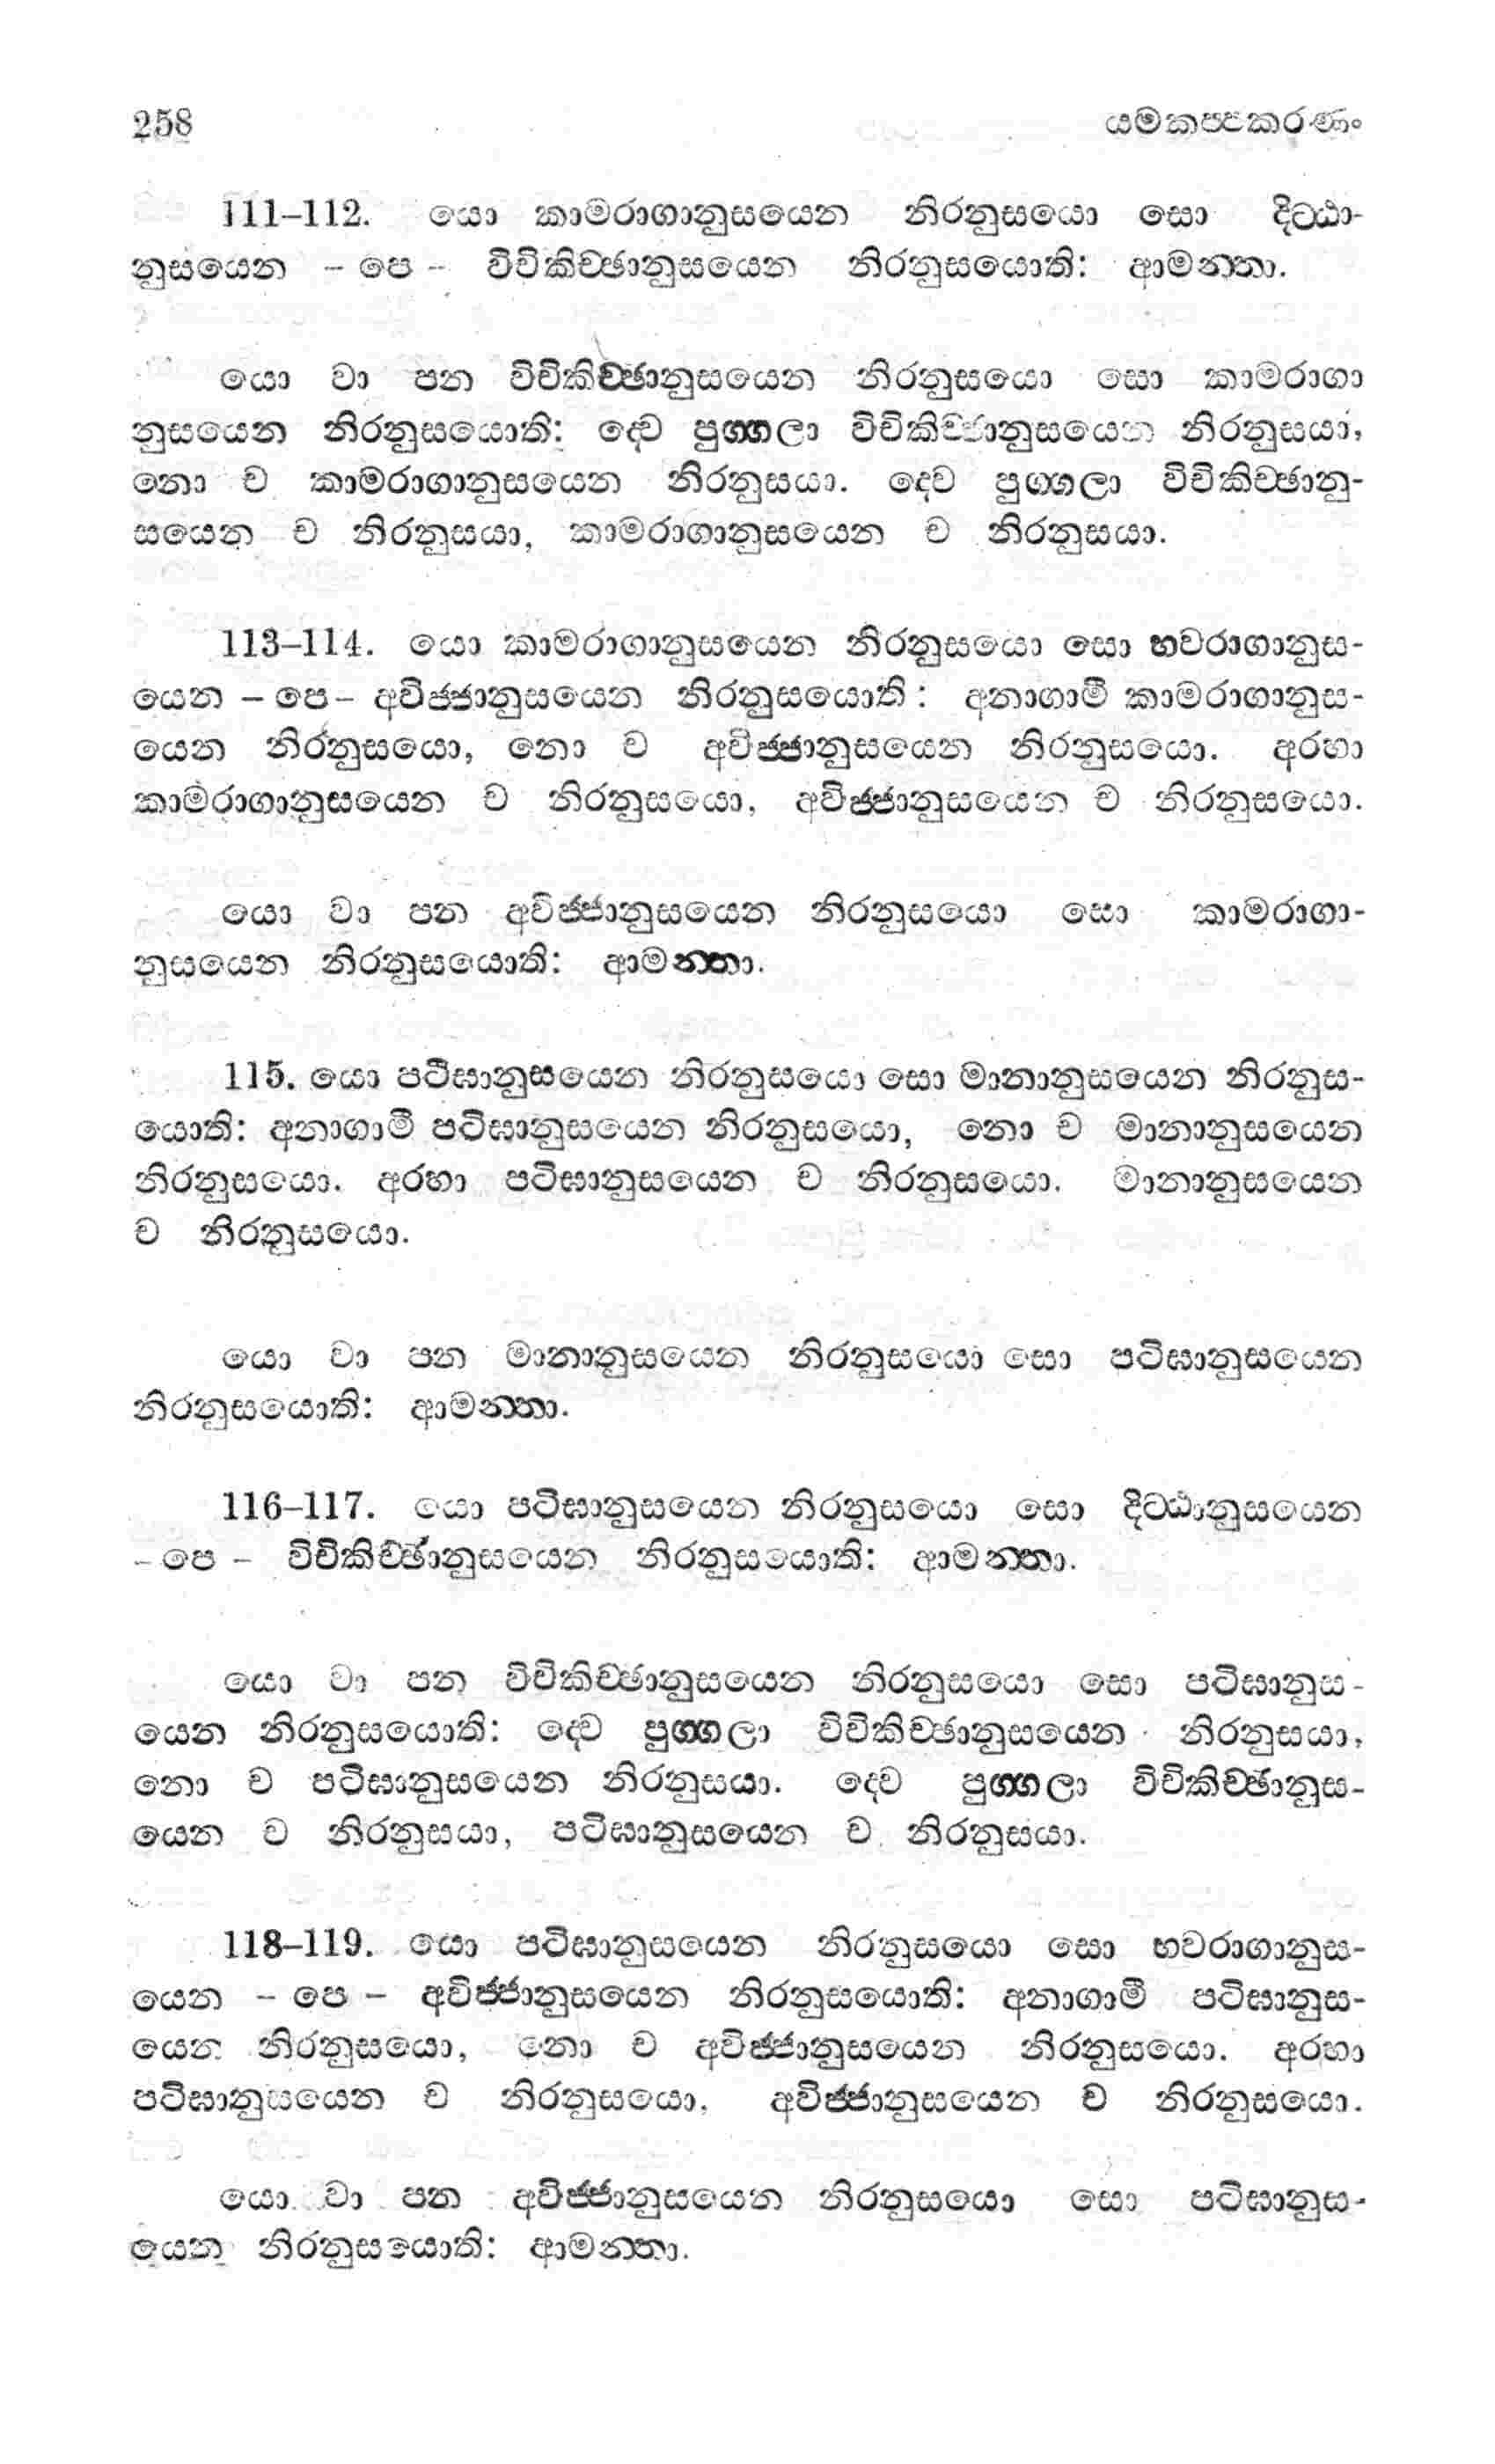 258 යමකප්පකරණං
111–112. යො කාමරාගානුසයෙන නිරනුසයො සො දිට්ඨා-
නුසයෙන – පෙ – විචිකිච්ඡානුසයෙන නිරනුසයොති: ආමන්තා.
යො වා පන විචිකිච්ඡානුසයෙන නිරනුසයො සො කාමරාගා
නුසයෙන නිරනුසයොති: ද්වෙ පුග්ගලා විචිකිච්ඡානුසයෙන නිරනුසයා,
නො ච කාමරාගානුසයෙන නිරනුසයා. ද්වෙ පුග්ගලා විචිකිච්ඡානු-
සයෙන ච නිරනුසයා, කාමරාගානුසයෙන ච නිරනුසයා.
113–114. යො කාමරාගානුසයෙන නිරනුසයො සො භවරාගානුස-
යෙන – පෙ – අවිජ්ජානුසයෙන නිරනුසයොති : අනාගාමී කාමරාගානුස-
යෙන නිරනුසයො, නො ච අවිජ්ජානුසයෙන නිරනුසයො. අරහා
කාමරාගානුසයෙන ච නිරනුසයො, අවිජ්ජානුසයෙන ච නිරනුසයො.
යො වා පන අවිජ්ජානුසයෙන නිරනුසයො සො කාමරාගා-
නුසයෙන නිරනුසයොති: ආමන්තා.
115. යො පටිඝානුසයෙන නිරනුසයො සො මානානුසයෙන නිරනුස-
යොති: අනාගාමී පටිඝානුසයෙන නිරනුසයො, නො ච මානානුසයෙන
නිරනුසයො. අරහා පටිඝානුසයෙන ච නිරනුසයො. මානානුසයෙන
ච නිරනුසයො.
යො වා පන මානානුසයෙන නිරනුසයො සො පටිඝානුසයෙන
නිරනුසයොති: ආමන්තා.
116–117. යො පටිඝානුසයෙන නිරනුසයො සො දිට්ඨානුසයෙන
– පෙ – විචිකිච්ඡානුසයෙන නිරනුසයොති: ආමන්තා.
යො වා පන විචිකිච්ඡානුසයෙන නිරනුසයො සො පටිඝානුස-
යෙන නිරනුසයොති: ද්වෙ පුග්ගලා විචිකිච්ඡානුසයෙන නිරනුසයා,
නො ච පටිඝානුසයෙන නිරනුසයා. ද්වෙ පුග්ගලා විචිකිච්ඡානුස-
යෙන ච නිරනුසයා, පටිඝානුසයෙන ච නිරනුසයා.
118–119. යො පටිඝානුසයෙන නිරනුසයො සො භවරාගානුස-
යෙන – පෙ – අවිජ්ජානුසයෙන නිරනුසයොති: අනාගාමී පටිඝානුස-
යෙන නිරනුසයො, නො ච අවිජ්ජානුසයෙන නිරනුසයො. අරහා
පටිඝානුසයෙන ච නිරනුසයො, අවිජ්ජානුසයෙන ච නිරනුසයො.
යො වා පන අවිජ්ජානුසයෙන නිරනුසයො සො පටිඝානුස-
යෙන නිරනුසයොති: ආමන්තා.